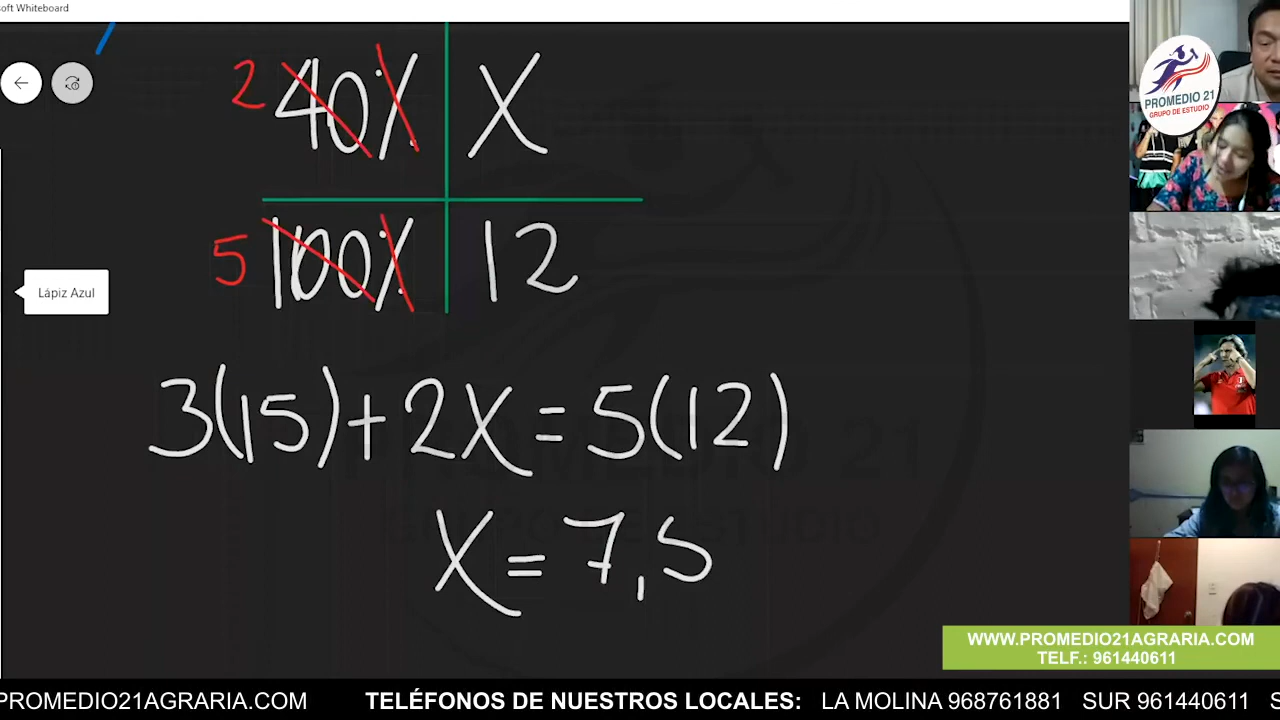 soft Whiteboard
2 40% X
5 100% 12
Lápiz Azul
3(15)+2X=5(12)
X=7,5
PROMEDIO 21
GRUPO DE ESTUDIO
WWW.PROMEDIO21AGRARIA.COM
TELF.: 961440611
PROMEDIO21AGRARIA.COM TELÉFONOS DE NUESTROS LOCALES: LA MOLINA 968761881 SUR 961440611 S